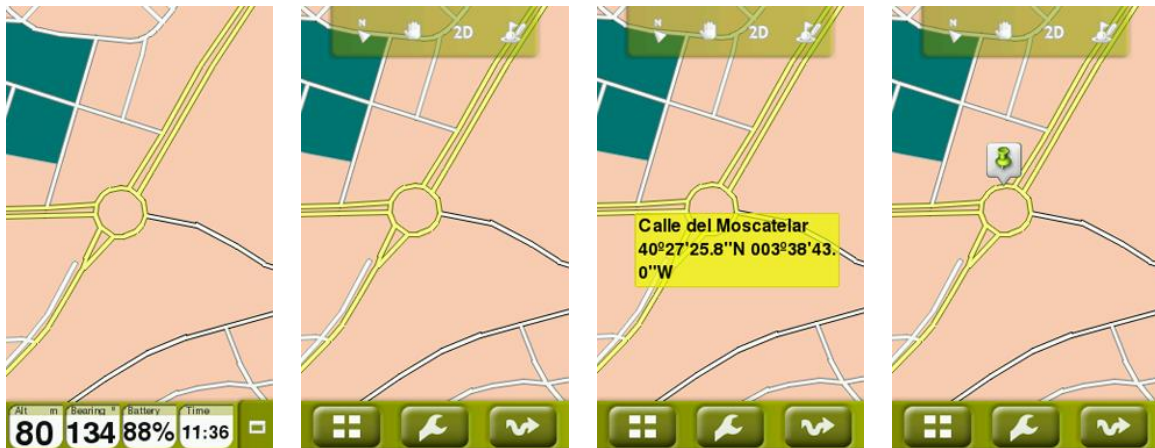 Alt m Bearing ° Battery Time
80 134 88% 11:36
N 2D
N 2D
Calle del Moscatelar
40º27'25.8"N 003º38'43.
0"W
N 2D